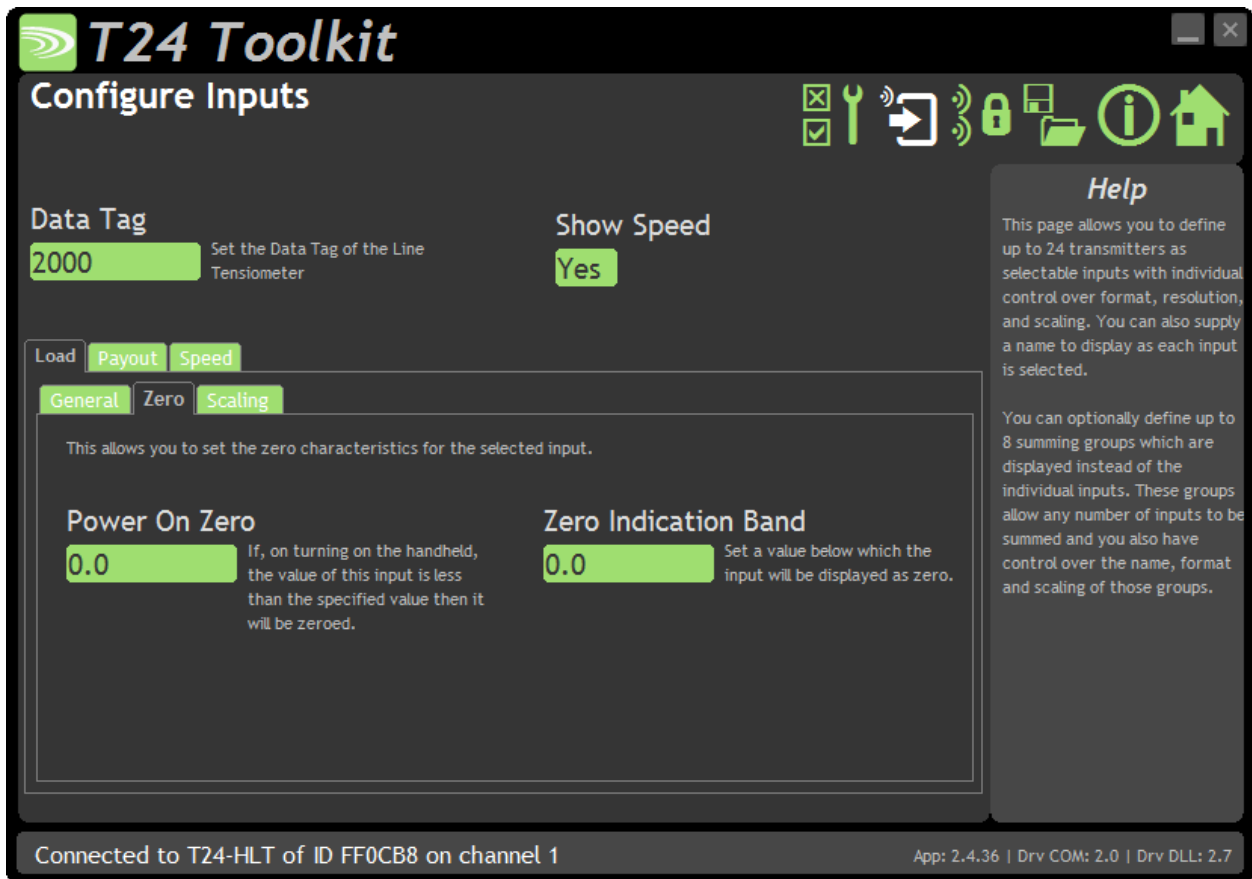 T24 Toolkit
Configure Inputs
Data Tag
2000
Set the Data Tag of the Line
Tensiometer
Show Speed
Yes
Load
Payout
Speed
General
Zero
Scaling
This allows you to set the zero characteristics for the selected input.
Power On Zero
0.0
If, on turning on the handheld,
the value of this input is less
than the specified value then it
will be zeroed.
Zero Indication Band
0.0
Set a value below which the
input will be displayed as zero.
Help
This page allows you to define
up to 24 transmitters as
selectable inputs with individual
control over format, resolution,
and scaling. You can also supply
a name to display as each input
is selected.
You can optionally define up to
8 summing groups which are
displayed instead of the
individual inputs. These groups
allow any number of inputs to be
summed and you also have
control over the name, format
and scaling of those groups.
Connected to T24-HLT of ID FF0CB8 on channel 1
App: 2.4.36 | Drv COM: 2.0 | Drv DLL: 2.7